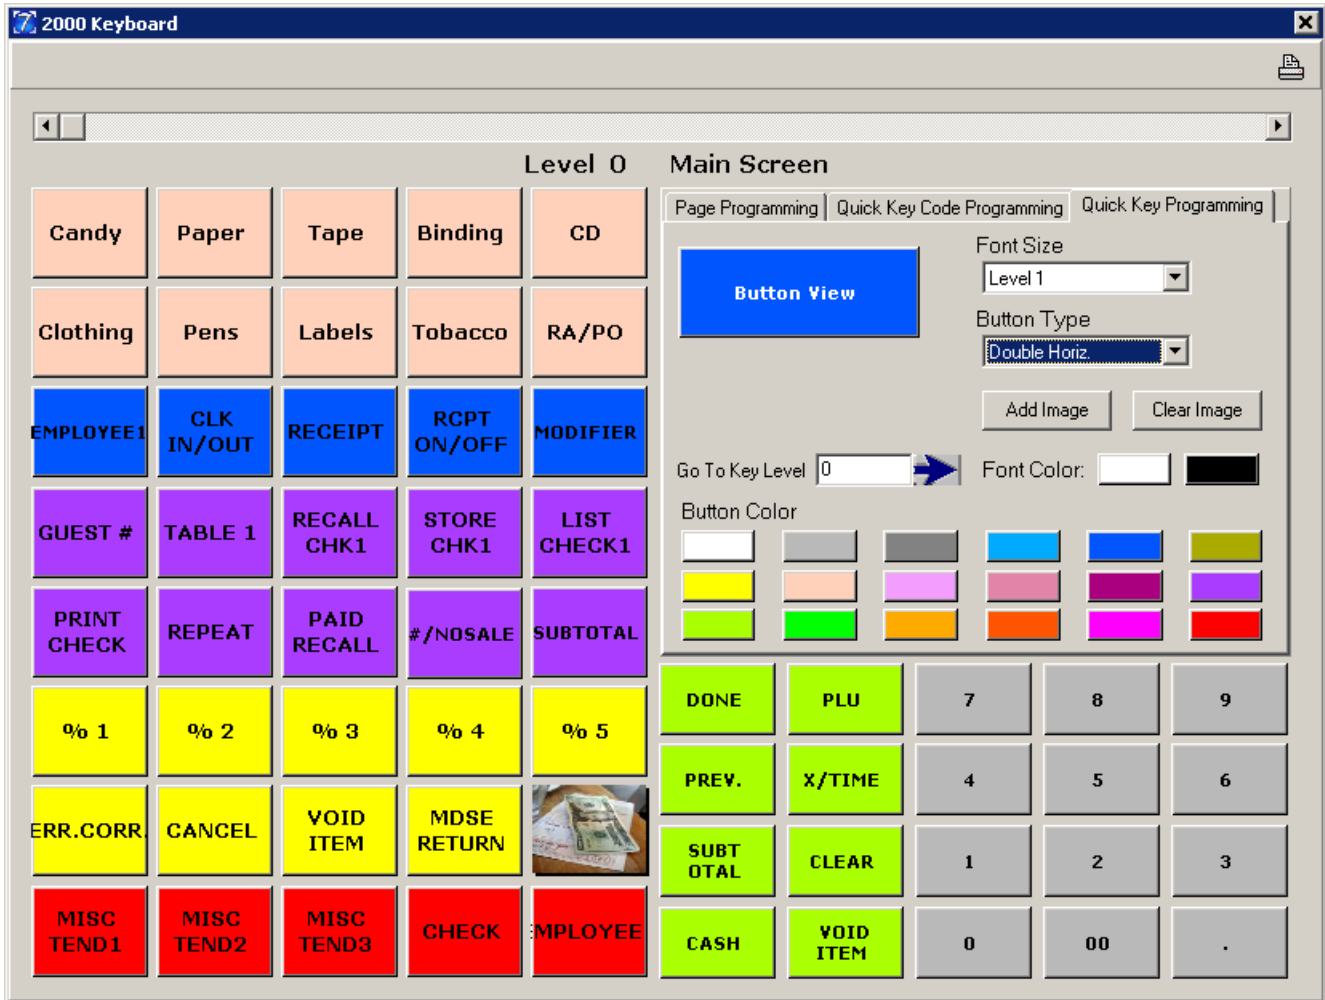 2000 Keyboard
Level 0 Main Screen
Candy Paper Tape Binding CD
Clothing Pens Labels Tobacco RA/PO
EMPLOYEE1 CLK IN/OUT RECEIPT RCPT ON/OFF MODIFIER
GUEST # TABLE 1 RECALL CHK1 STORE CHK1 LIST CHECK1
PRINT CHECK REPEAT PAID RECALL #/NOSALE SUBTOTAL
% 1 % 2 % 3 % 4 % 5
ERR.CORR. CANCEL VOID ITEM MDSE RETURN
MISC TEND1 MISC TEND2 MISC TEND3 CHECK EMPLOYEE
Page Programming Quick Key Code Programming Quick Key Programming
Button View
Font Size
Level 1
Button Type
Double Horiz.
Add Image Clear Image
Go To Key Level 0 Font Color:
Button Color
DONE PLU 7 8 9
PREV. X/TIME 4 5 6
SUBT OTAL CLEAR 1 2 3
CASH VOID ITEM 0 00 .